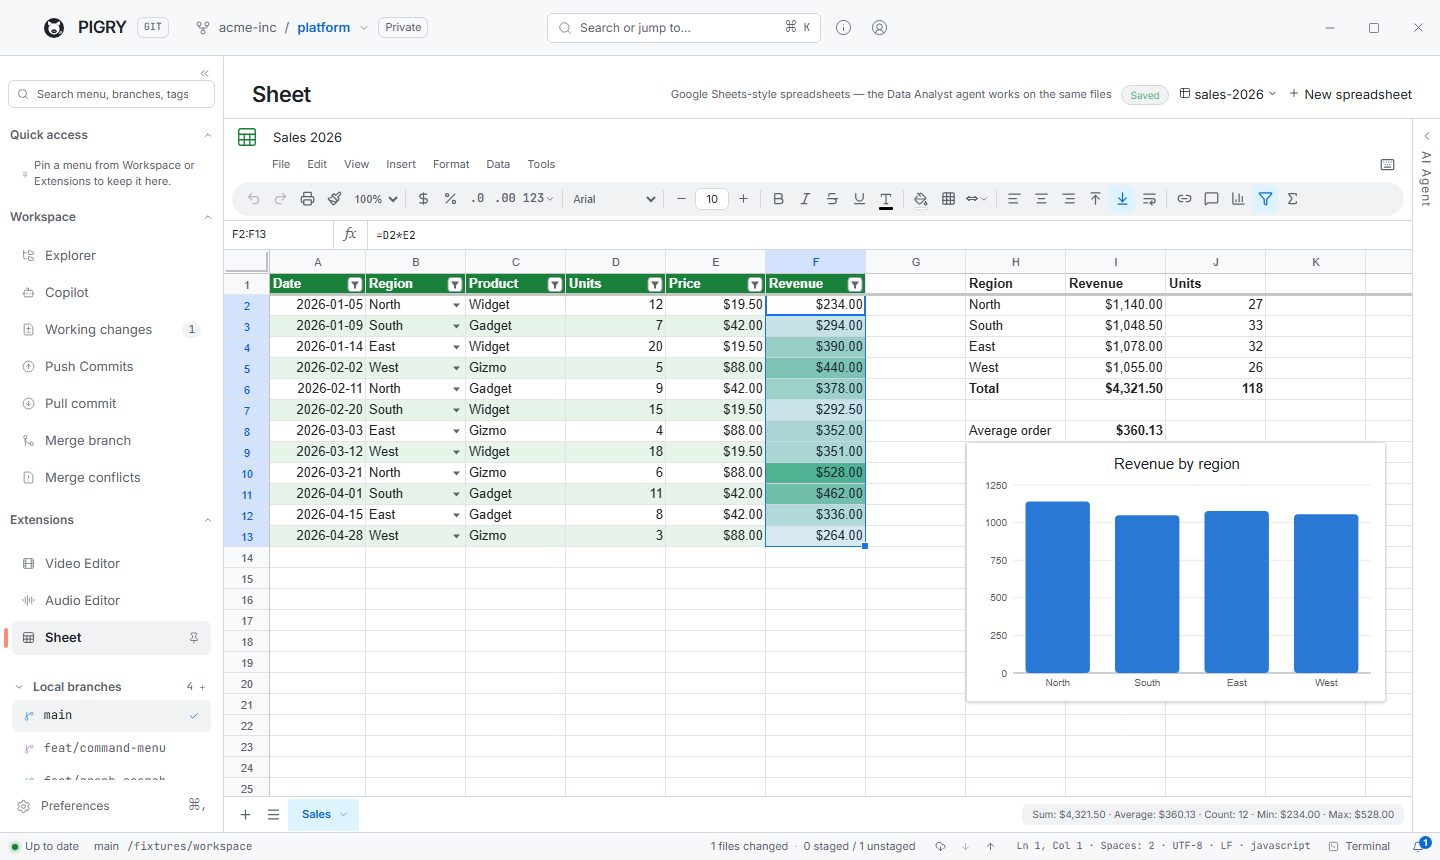 PIGRY GIT acme-inc / platform Private Search or jump to... ⌘ K
Search menu, branches, tags
Quick access
Pin a menu from Workspace or
Extensions to keep it here.
Workspace
Explorer
Copilot
Working changes 1
Push Commits
Pull commit
Merge branch
Merge conflicts
Extensions
Video Editor
Audio Editor
Sheet
Local branches 4 +
main
feat/command-menu
Preferences ⌘,
Sheet Google Sheets-style spreadsheets — the Data Analyst agent works on the same files Saved sales-2026 + New spreadsheet
Sales 2026
File Edit View Insert Format Data Tools
100% $ % .0 .00 123 Arial − 10 + B I S U T Σ
F2:F13 fx =D2*E2
A B C D E F G H I J K
1 Date Region Product Units Price Revenue Region Revenue Units
2 2026-01-05 North Widget 12 $19.50 $234.00 North $1,140.00 27
3 2026-01-09 South Gadget 7 $42.00 $294.00 South $1,048.50 33
4 2026-01-14 East Widget 20 $19.50 $390.00 East $1,078.00 32
5 2026-02-02 West Gizmo 5 $88.00 $440.00 West $1,055.00 26
6 2026-02-11 North Gadget 9 $42.00 $378.00 Total $4,321.50 118
7 2026-02-20 South Widget 15 $19.50 $292.50
8 2026-03-03 East Gizmo 4 $88.00 $352.00 Average order $360.13
9 2026-03-12 West Widget 18 $19.50 $351.00
10 2026-03-21 North Gizmo 6 $88.00 $528.00
11 2026-04-01 South Gadget 11 $42.00 $462.00
12 2026-04-15 East Gadget 8 $42.00 $336.00
13 2026-04-28 West Gizmo 3 $88.00 $264.00
14
15
16
17
18
19
20
21
22
23
24
25
Revenue by region
1250
1000
750
500
250
0
North South East West
AI Agent
+ Sales Sum: $4,321.50 · Average: $360.13 · Count: 12 · Min: $234.00 · Max: $528.00
Up to date main /fixtures/workspace 1 files changed · 0 staged / 1 unstaged Ln 1, Col 1 · Spaces: 2 · UTF-8 · LF · javascript Terminal 1